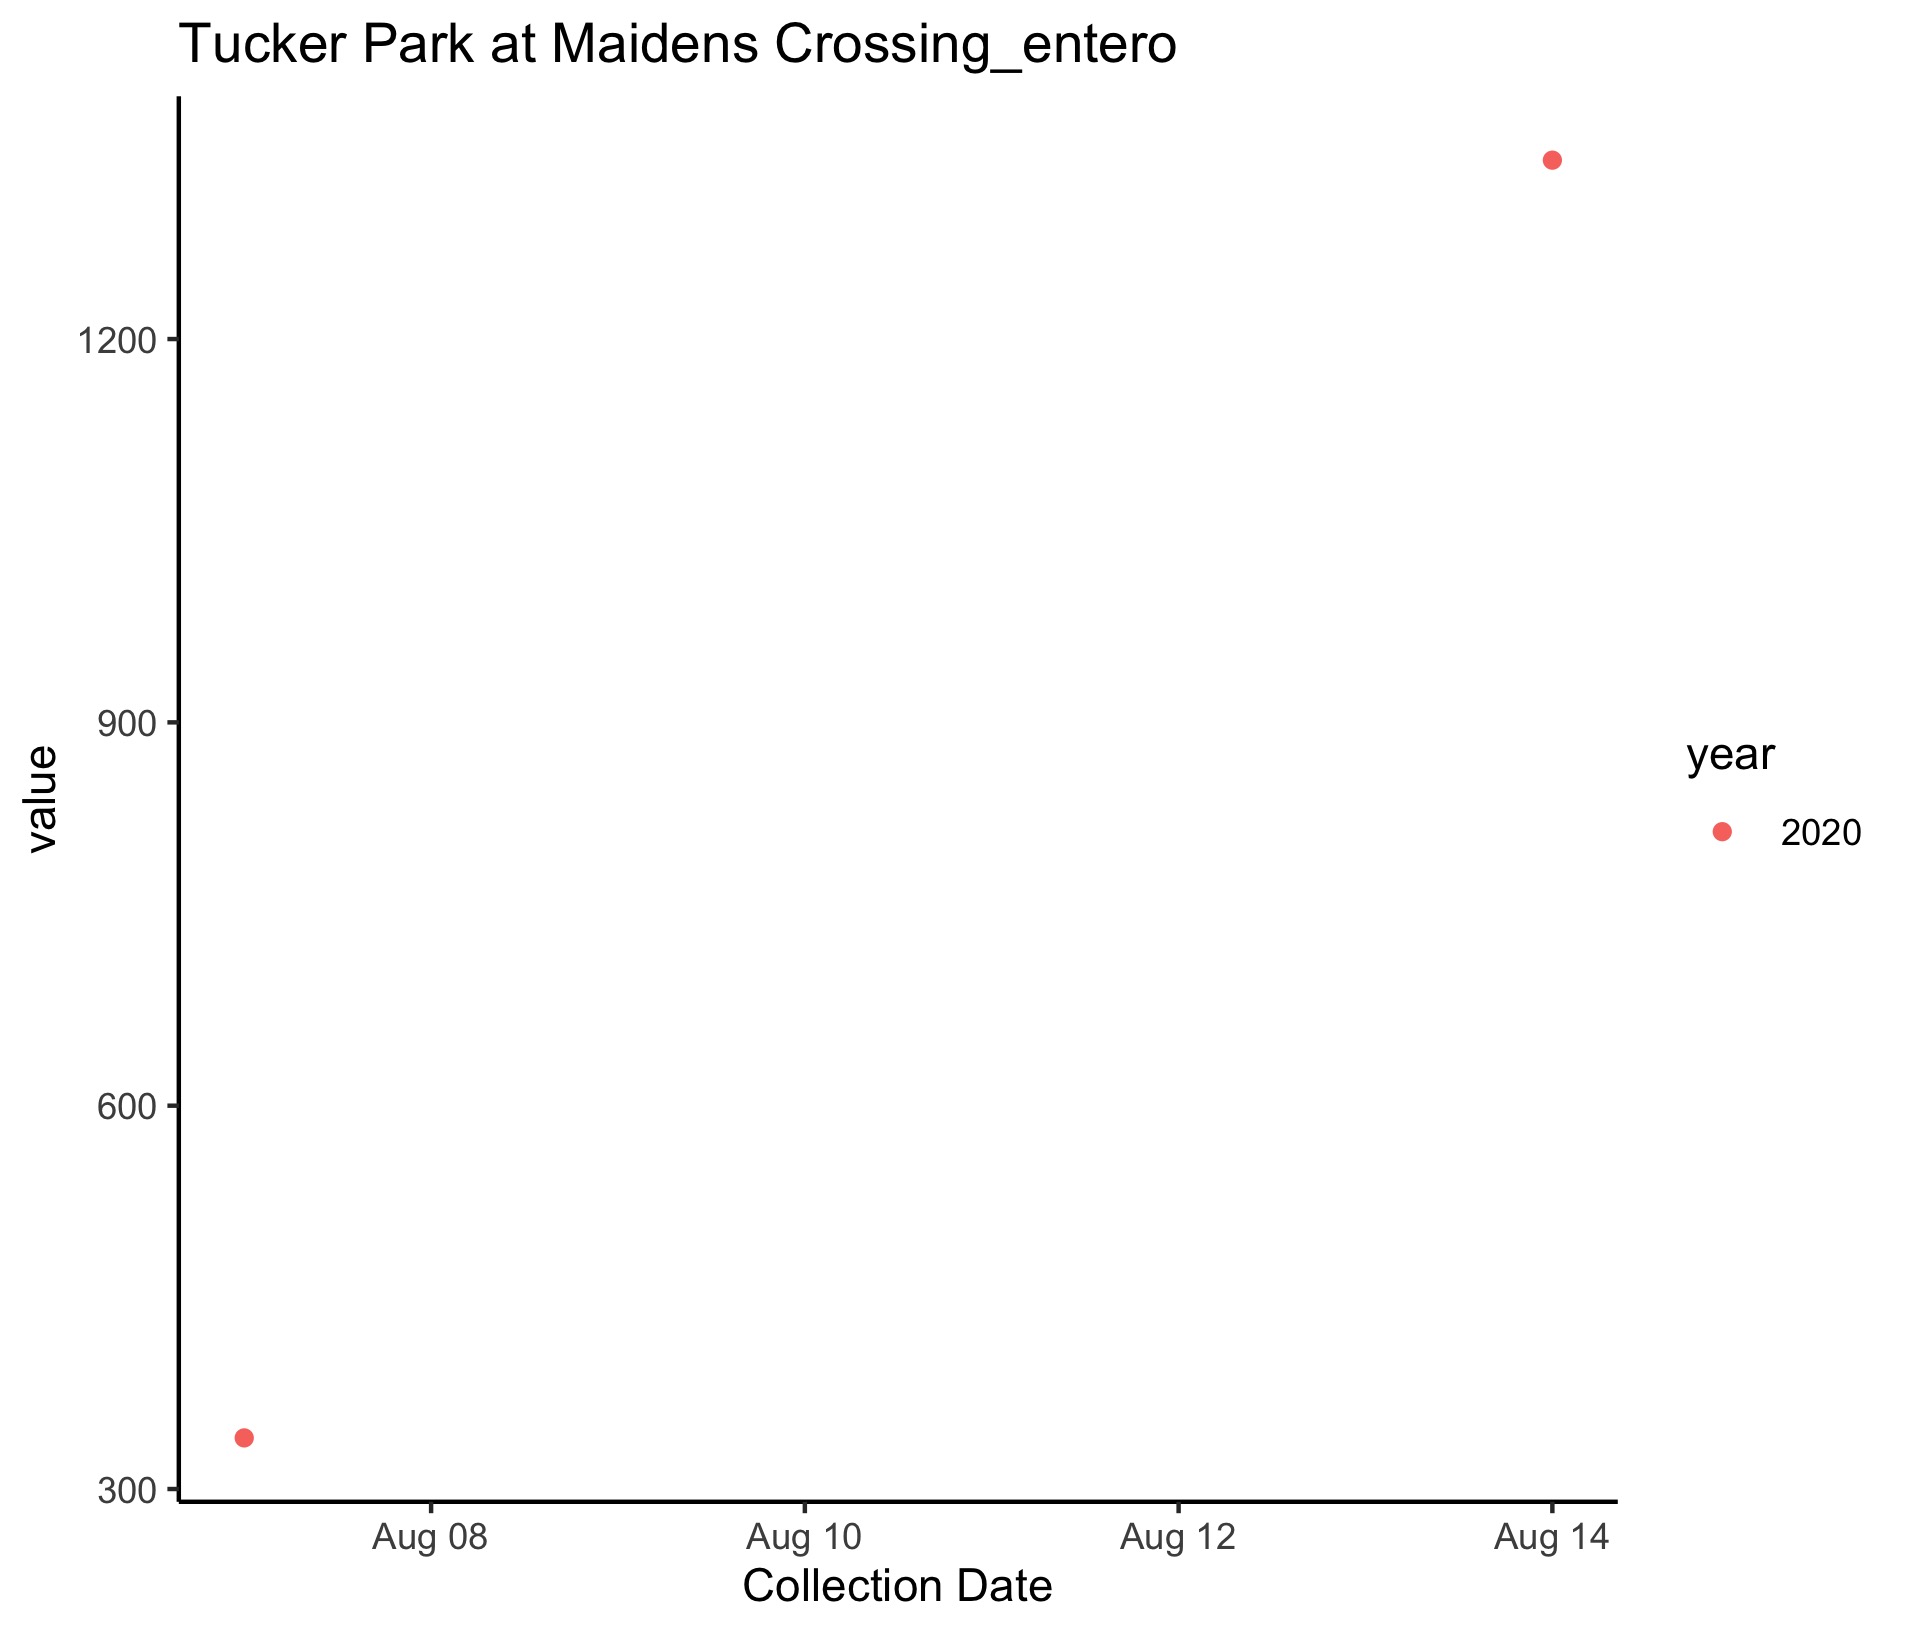 Tucker Park at Maidens Crossing_entero
1200
900
600
300
value
Aug 08 Aug 10 Aug 12 Aug 14
Collection Date
year
2020